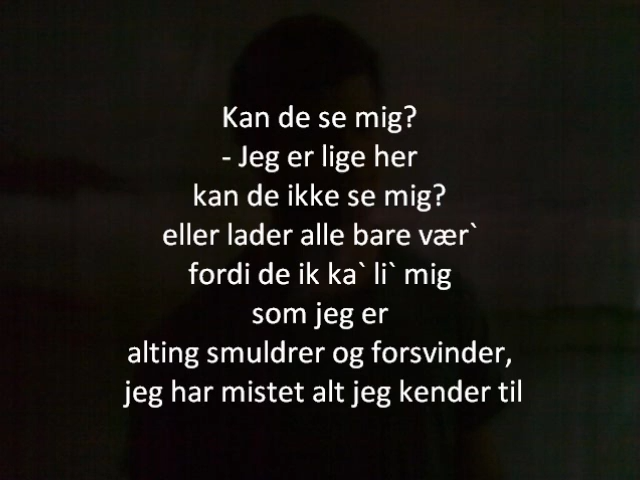 Kan de se mig?
- Jeg er lige her
kan de ikke se mig?
eller lader alle bare vær`
fordi de ik ka` li` mig
som jeg er
alting smuldrer og forsvinder,
jeg har mistet alt jeg kender til